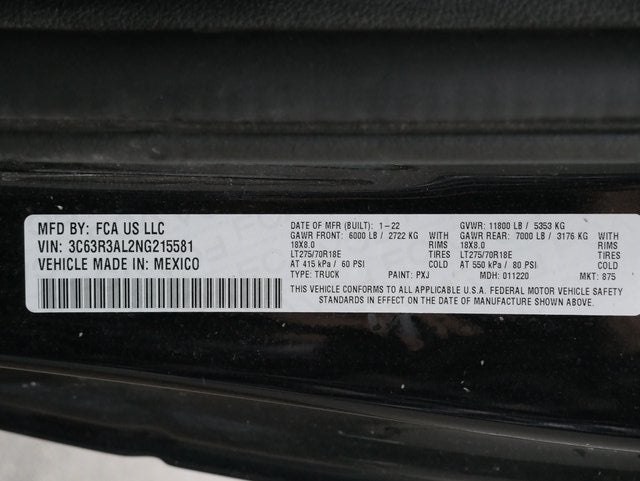 MFD BY: FCA US LLC
VIN: 3C63R3AL2NG215581
VEHICLE MADE IN: MEXICO
DATE OF MFR (BUILT): 1-22 GVWR: 11800 LB / 5353 KG
GAWR FRONT: 6000 LB / 2722 KG WITH GAWR REAR: 7000 LB / 3176 KG WITH
18X8.0 RIMS 18X8.0 RIMS
LT275/70R18E TIRES LT275/70R18E TIRES
AT 415 kPa / 60 PSI COLD AT 550 kPa / 80 PSI COLD
TYPE: TRUCK PAINT: PXJ MDH: 011220 MKT: 875
THIS VEHICLE CONFORMS TO ALL APPLICABLE U.S.A. FEDERAL MOTOR VEHICLE SAFETY
STANDARDS IN EFFECT ON THE DATE OF MANUFACTURE SHOWN ABOVE.